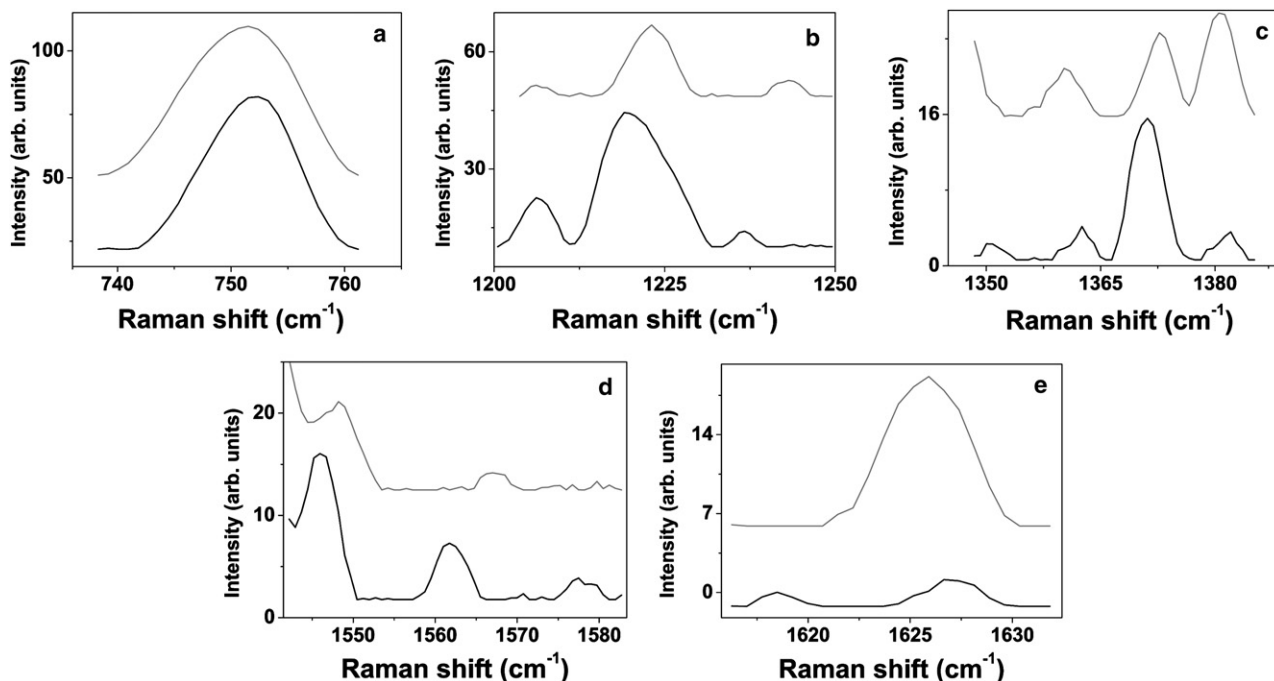 a
100
50
Intensity (arb. units)
740 750 760
Raman shift (cm-1)
b
60
30
Intensity (arb. units)
1200 1225 1250
Raman shift (cm-1)
c
16
0
Intensity (arb. units)
1350 1365 1380
Raman shift (cm-1)
d
20
10
0
Intensity (arb. units)
1550 1560 1570 1580
Raman shift (cm-1)
e
14
7
0
Intensity (arb. units)
1620 1625 1630
Raman shift (cm-1)